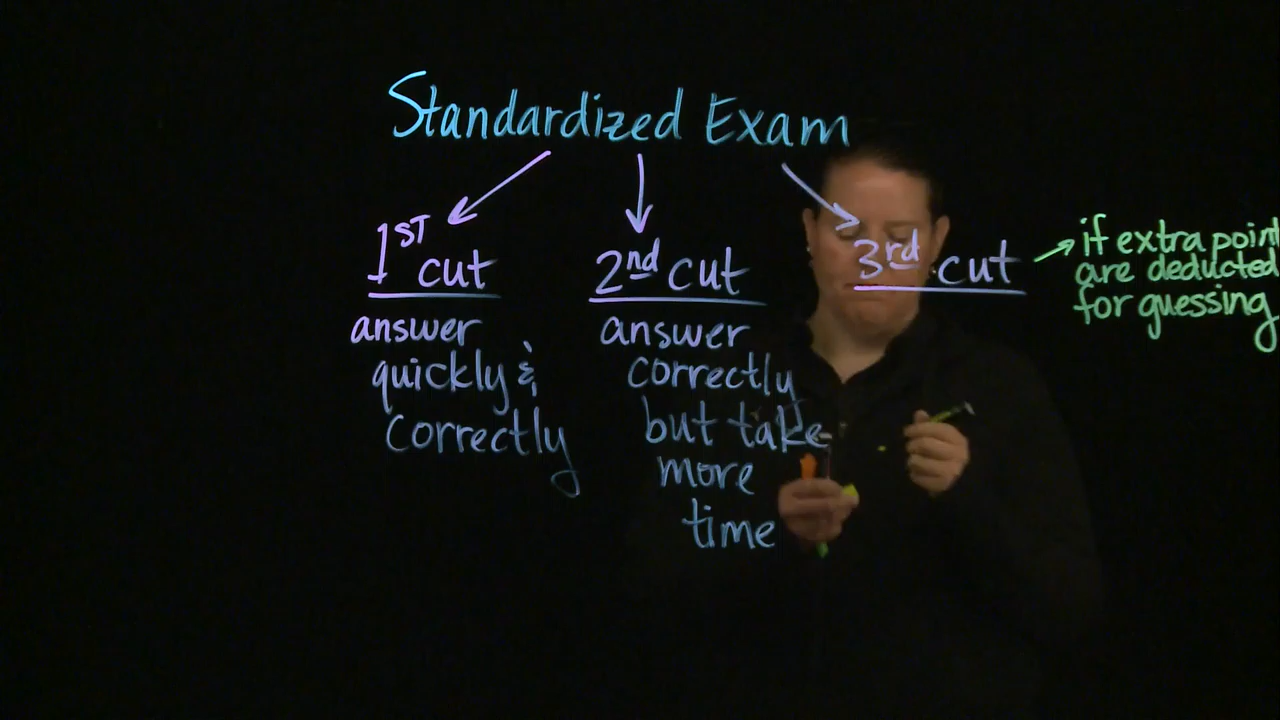 Standardized Exam
1ST cut
answer
quickly &
correctly
2nd cut
answer
correctly
but take
more
time
3rd cut
if extra point
are deducted
for guessing